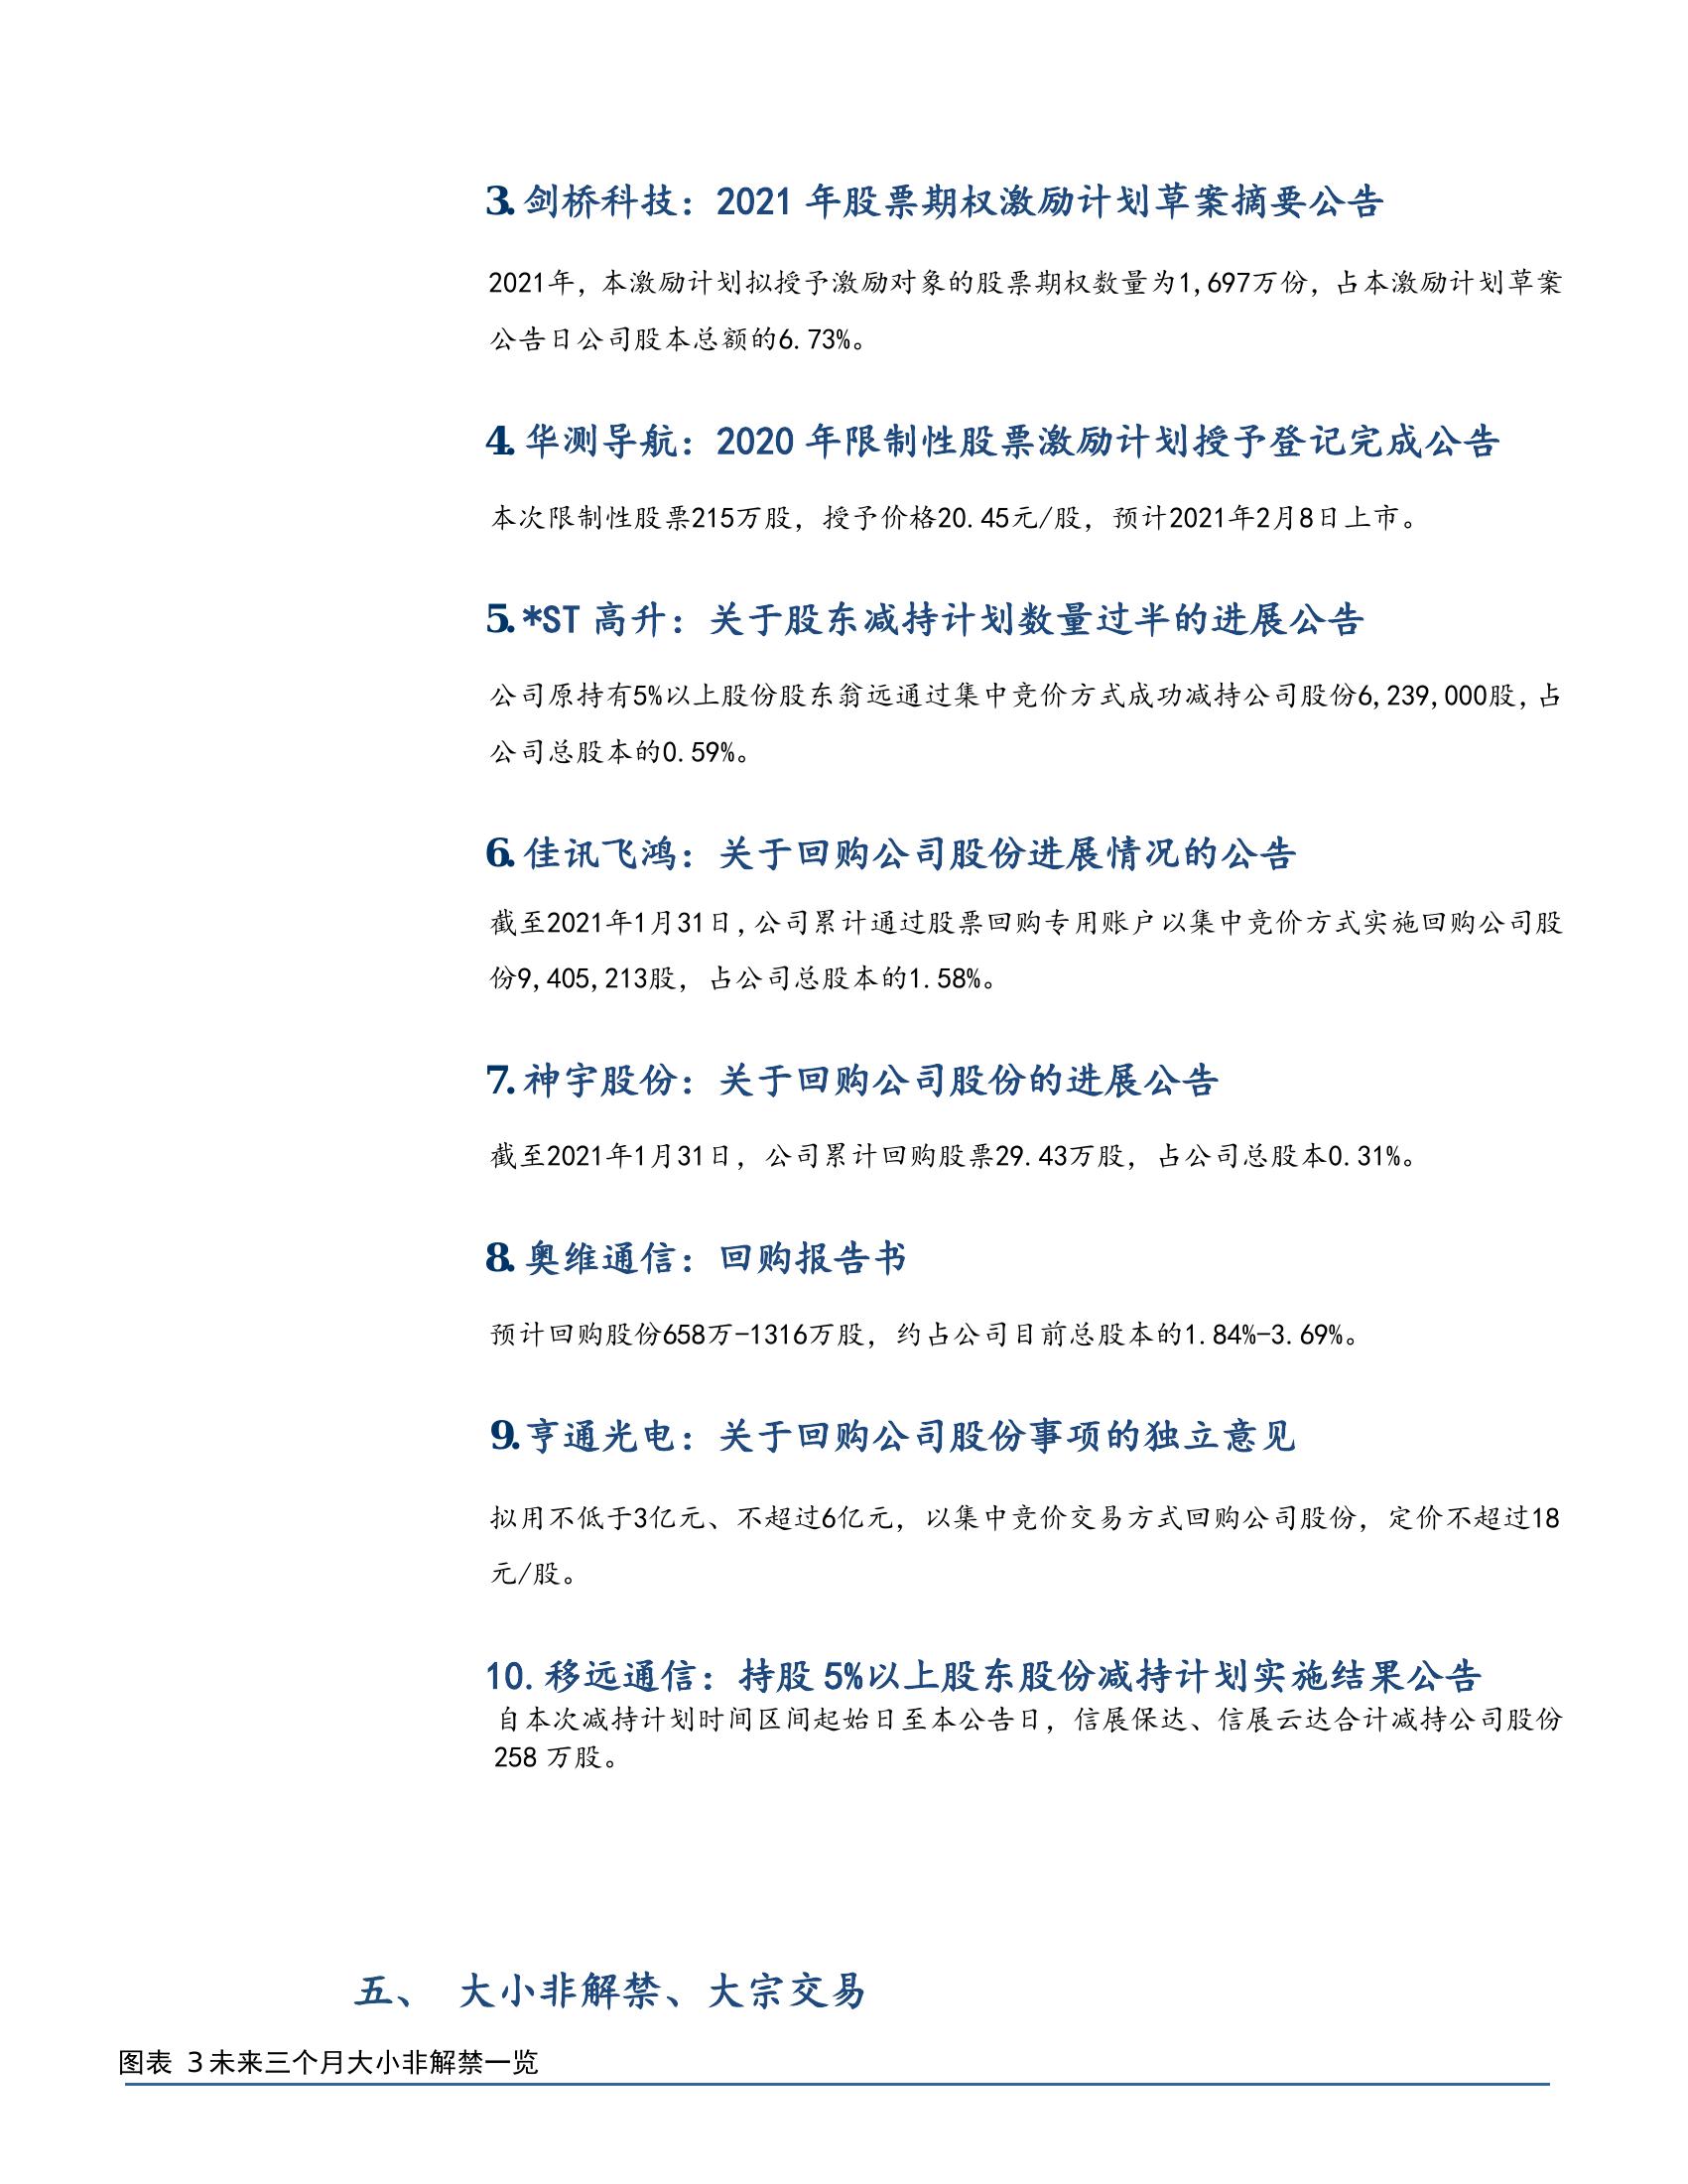 3.剑桥科技：2021 年股票期权激励计划草案摘要公告
2021年，本激励计划拟授予激励对象的股票期权数量为1,697万份，占本激励计划草案
公告日公司股本总额的6.73%。
4.华测导航：2020 年限制性股票激励计划授予登记完成公告
本次限制性股票215万股，授予价格20.45元/股，预计2021年2月8日上市。
5.*ST 高升：关于股东减持计划数量过半的进展公告
公司原持有5%以上股份股东翁远通过集中竞价方式成功减持公司股份6,239,000股，占
公司总股本的0.59%。
6.佳讯飞鸿：关于回购公司股份进展情况的公告
截至2021年1月31日，公司累计通过股票回购专用账户以集中竞价方式实施回购公司股
份9,405,213股，占公司总股本的1.58%。
7.神宇股份：关于回购公司股份的进展公告
截至2021年1月31日，公司累计回购股票29.43万股，占公司总股本0.31%。
8.奥维通信：回购报告书
预计回购股份658万-1316万股，约占公司目前总股本的1.84%-3.69%。
9.亨通光电：关于回购公司股份事项的独立意见
拟用不低于3亿元、不超过6亿元，以集中竞价交易方式回购公司股份，定价不超过18
元/股。
10.移远通信：持股 5%以上股东股份减持计划实施结果公告
自本次减持计划时间区间起始日至本公告日，信展保达、信展云达合计减持公司股份
258 万股。
五、 大小非解禁、大宗交易
图表 3未来三个月大小非解禁一览